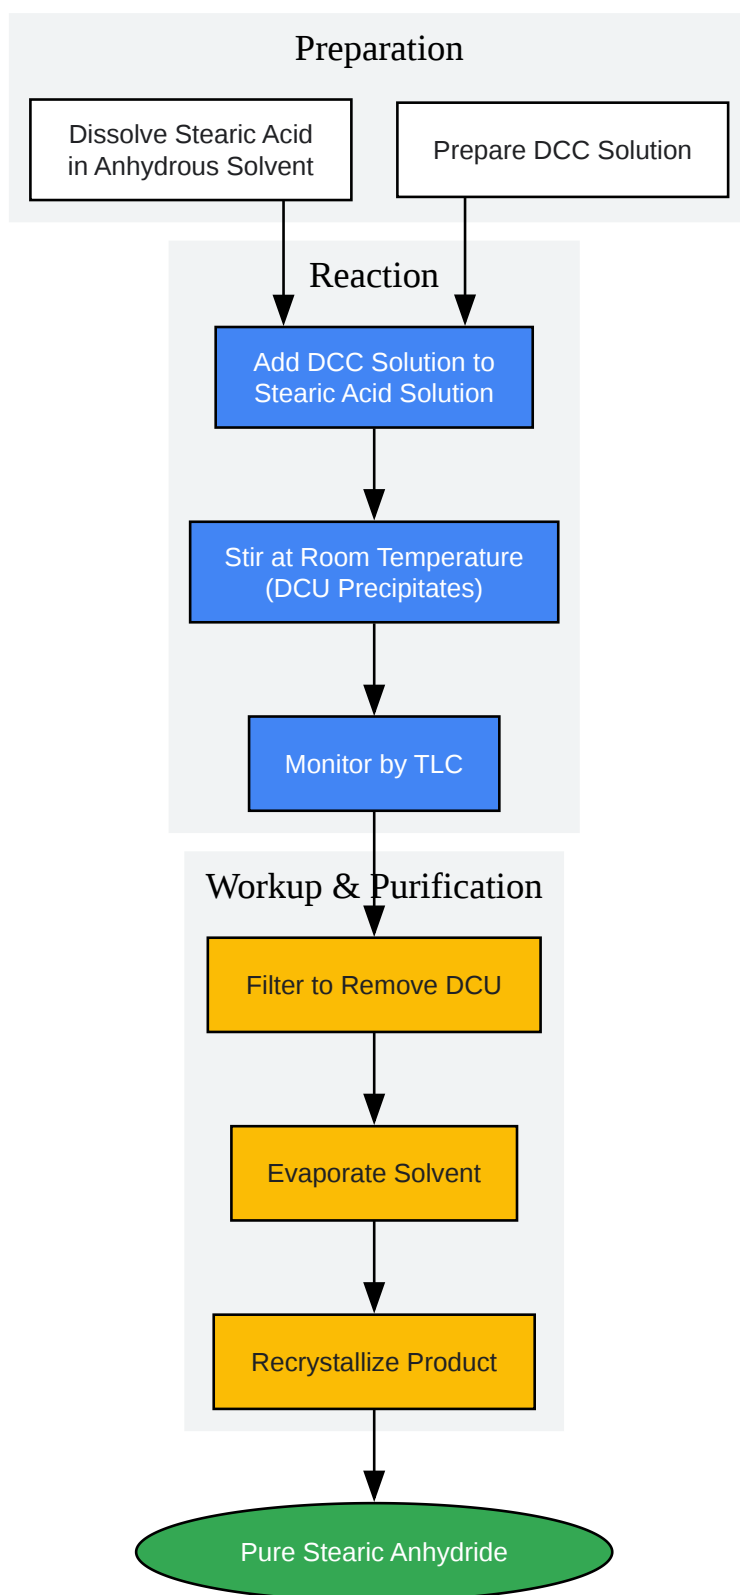 Preparation
Dissolve Stearic Acid
in Anhydrous Solvent
Prepare DCC Solution
Reaction
Add DCC Solution to
Stearic Acid Solution
Stir at Room Temperature
(DCU Precipitates)
Monitor by TLC
Workup & Purification
Filter to Remove DCU
Evaporate Solvent
Recrystallize Product
Pure Stearic Anhydride